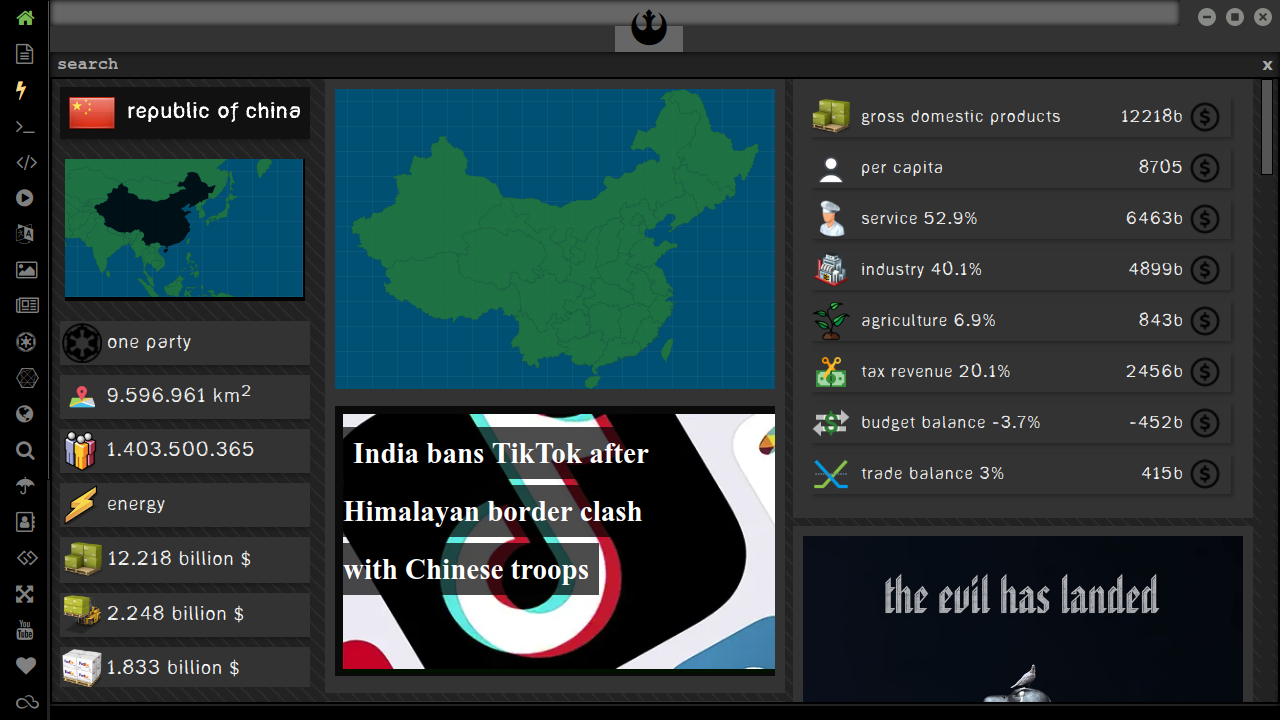 search
x
republic of china
one party
9.596.961 km²
1.403.500.365
energy
12.218 billion $
2.248 billion $
1.833 billion $
India bans TikTok after
Himalayan border clash
with Chinese troops
gross domestic products 12218b
per capita 8705
service 52.9% 6463b
industry 40.1% 4899b
agriculture 6.9% 843b
tax revenue 20.1% 2456b
budget balance -3.7% -452b
trade balance 3% 415b
the evil has landed